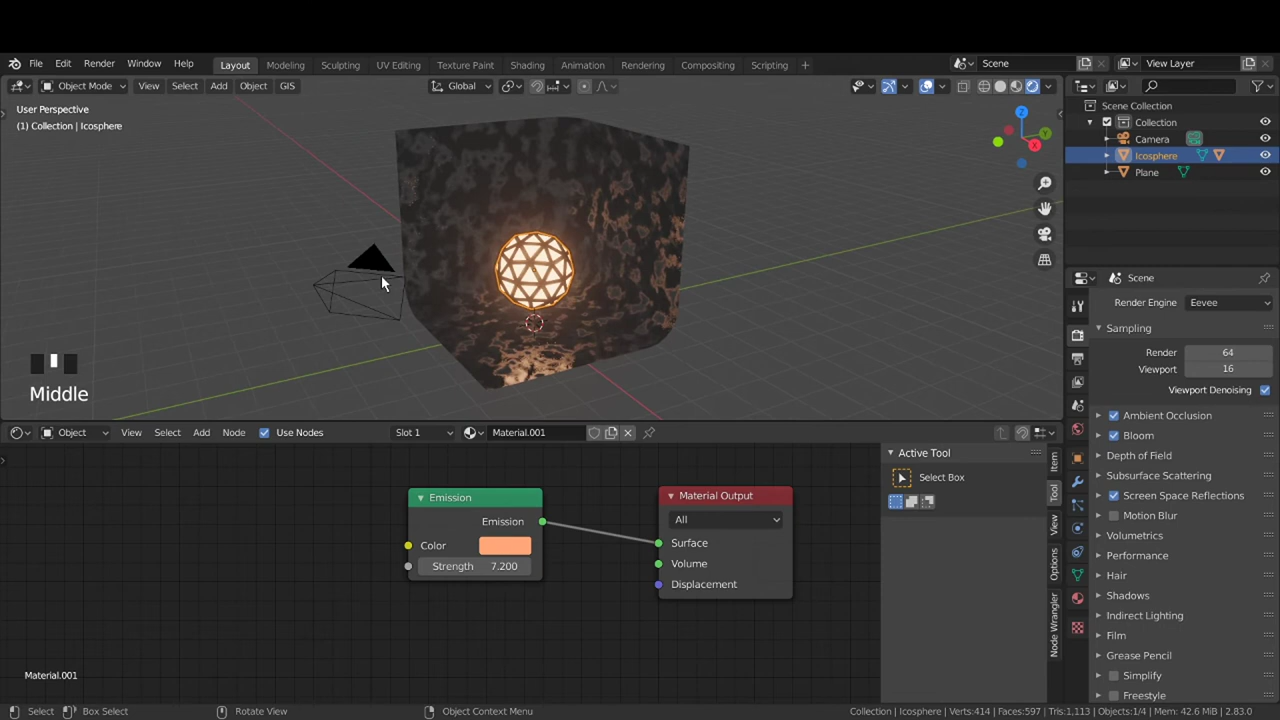 File Edit Render Window Help Layout Modeling Sculpting UV Editing Texture Paint Shading Animation Rendering Compositing Scripting + Scene View Layer
Object Mode View Select Add Object GIS Global
User Perspective
(1) Collection | Icosphere
Scene Collection
Collection
Camera
Icosphere
Plane
X
Y
Z
Scene
Render Engine Eevee
Sampling
Render 64
Viewport 16
Viewport Denoising
Ambient Occlusion
Bloom
Depth of Field
Subsurface Scattering
Screen Space Reflections
Motion Blur
Volumetrics
Performance
Hair
Shadows
Indirect Lighting
Film
Grease Pencil
Simplify
Freestyle
Middle
Object View Select Add Node Use Nodes Slot 1 Material.001
Emission
Emission
Color
Strength 7.200
Material Output
All
Surface
Volume
Displacement
Active Tool
Select Box
Item
Tool
View
Options
Node Wrangler
Material.001
Select Box Select Rotate View Object Context Menu Collection | Icosphere | Verts:414 | Faces:597 | Tris:1,113 | Objects:1/4 | Mem: 42.6 MiB | 2.83.0